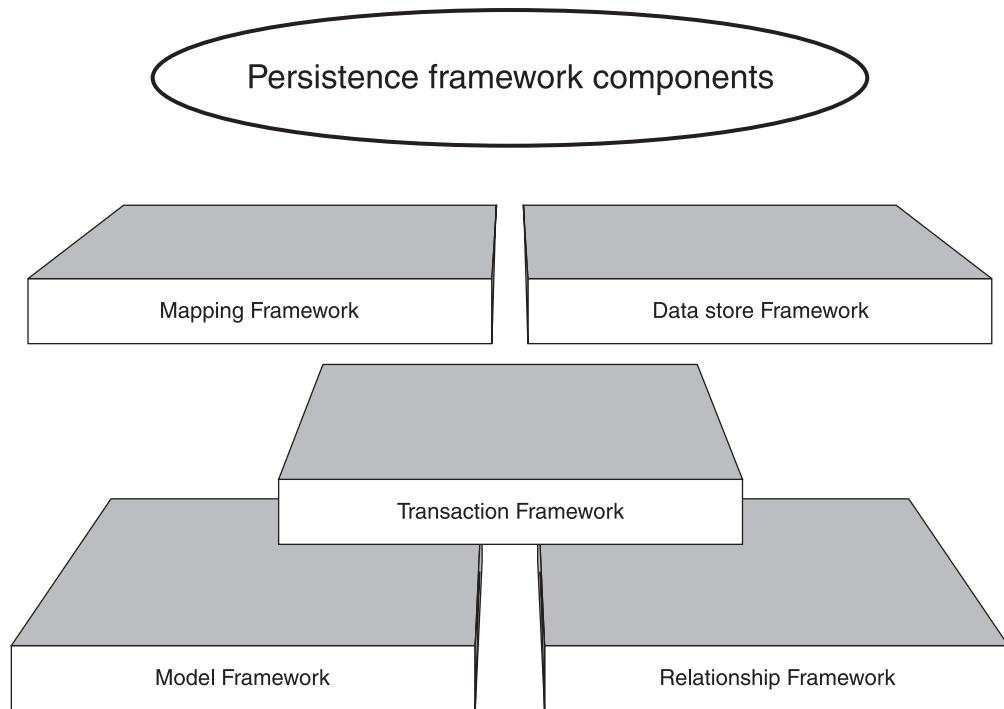 Persistence framework components
Mapping Framework
Data store Framework
Transaction Framework
Model Framework
Relationship Framework